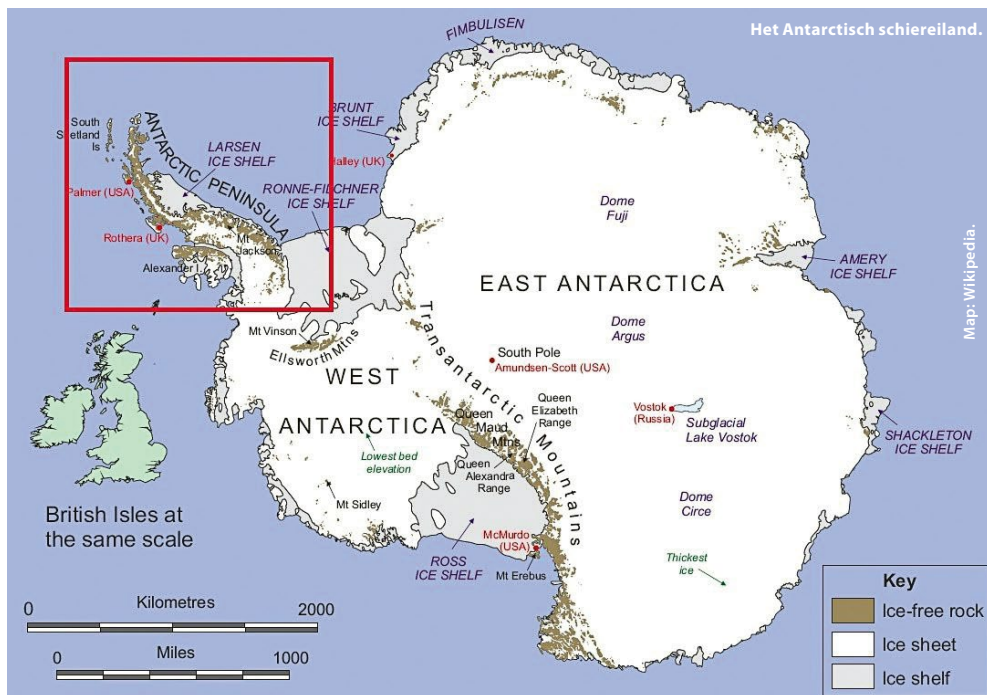 Het Antarctisch schiereiland.
FIMBULISEN
BRUNT
ICE SHELF
Halley (UK)
South
Shetland
Is
ANTARCTIC PENINSULA
LARSEN
ICE SHELF
Palmer (USA)
RONNE-FILCHNER
ICE SHELF
Rothera (UK)
Mt
Jackson
Alexander I.
Dome
Fuji
AMERY
ICE SHELF
Map: Wikipedia.
EAST ANTARCTICA
Dome
Argus
Mt Vinson
Ellsworth Mtns
Transantarctic Mountains
South Pole
Amundsen-Scott (USA)
WEST
ANTARCTICA
Queen
Elizabeth
Range
Queen
Maud
Mtns
Vostok
(Russia)
Subglacial
Lake Vostok
SHACKLETON
ICE SHELF
Lowest bed
elevation
Queen
Alexandra
Range
Mt Sidley
Dome
Circe
British Isles at
the same scale
McMurdo
(USA)
ROSS
ICE SHELF
Mt Erebus
Thickest
ice
0 Kilometres 2000
0 Miles 1000
Key
Ice-free rock
Ice sheet
Ice shelf